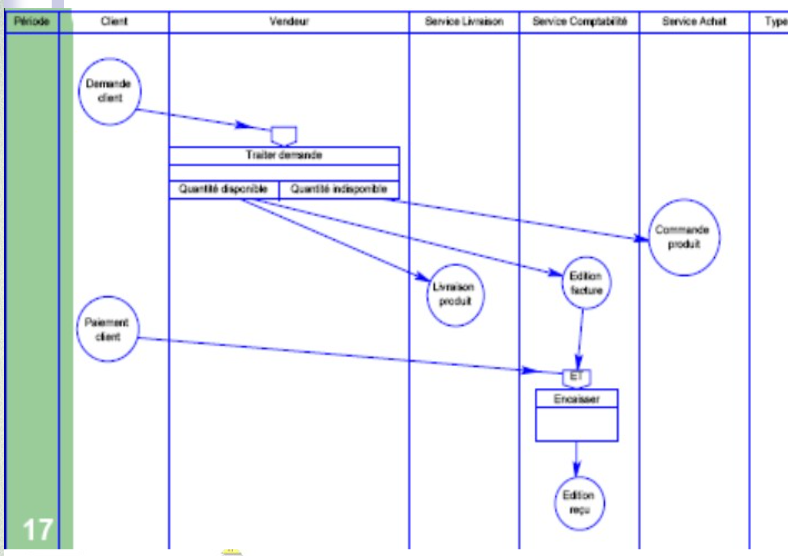 Période Client Vendeur Service Livraison Service Comptabilité Service Achat Type
Demande
client
Traiter demande
Quantité disponible Quantité indisponible
Commande
produit
Livraison
produit
Edition
facture
Paiement
client
ET
Encaisser
Edition
reçu
17